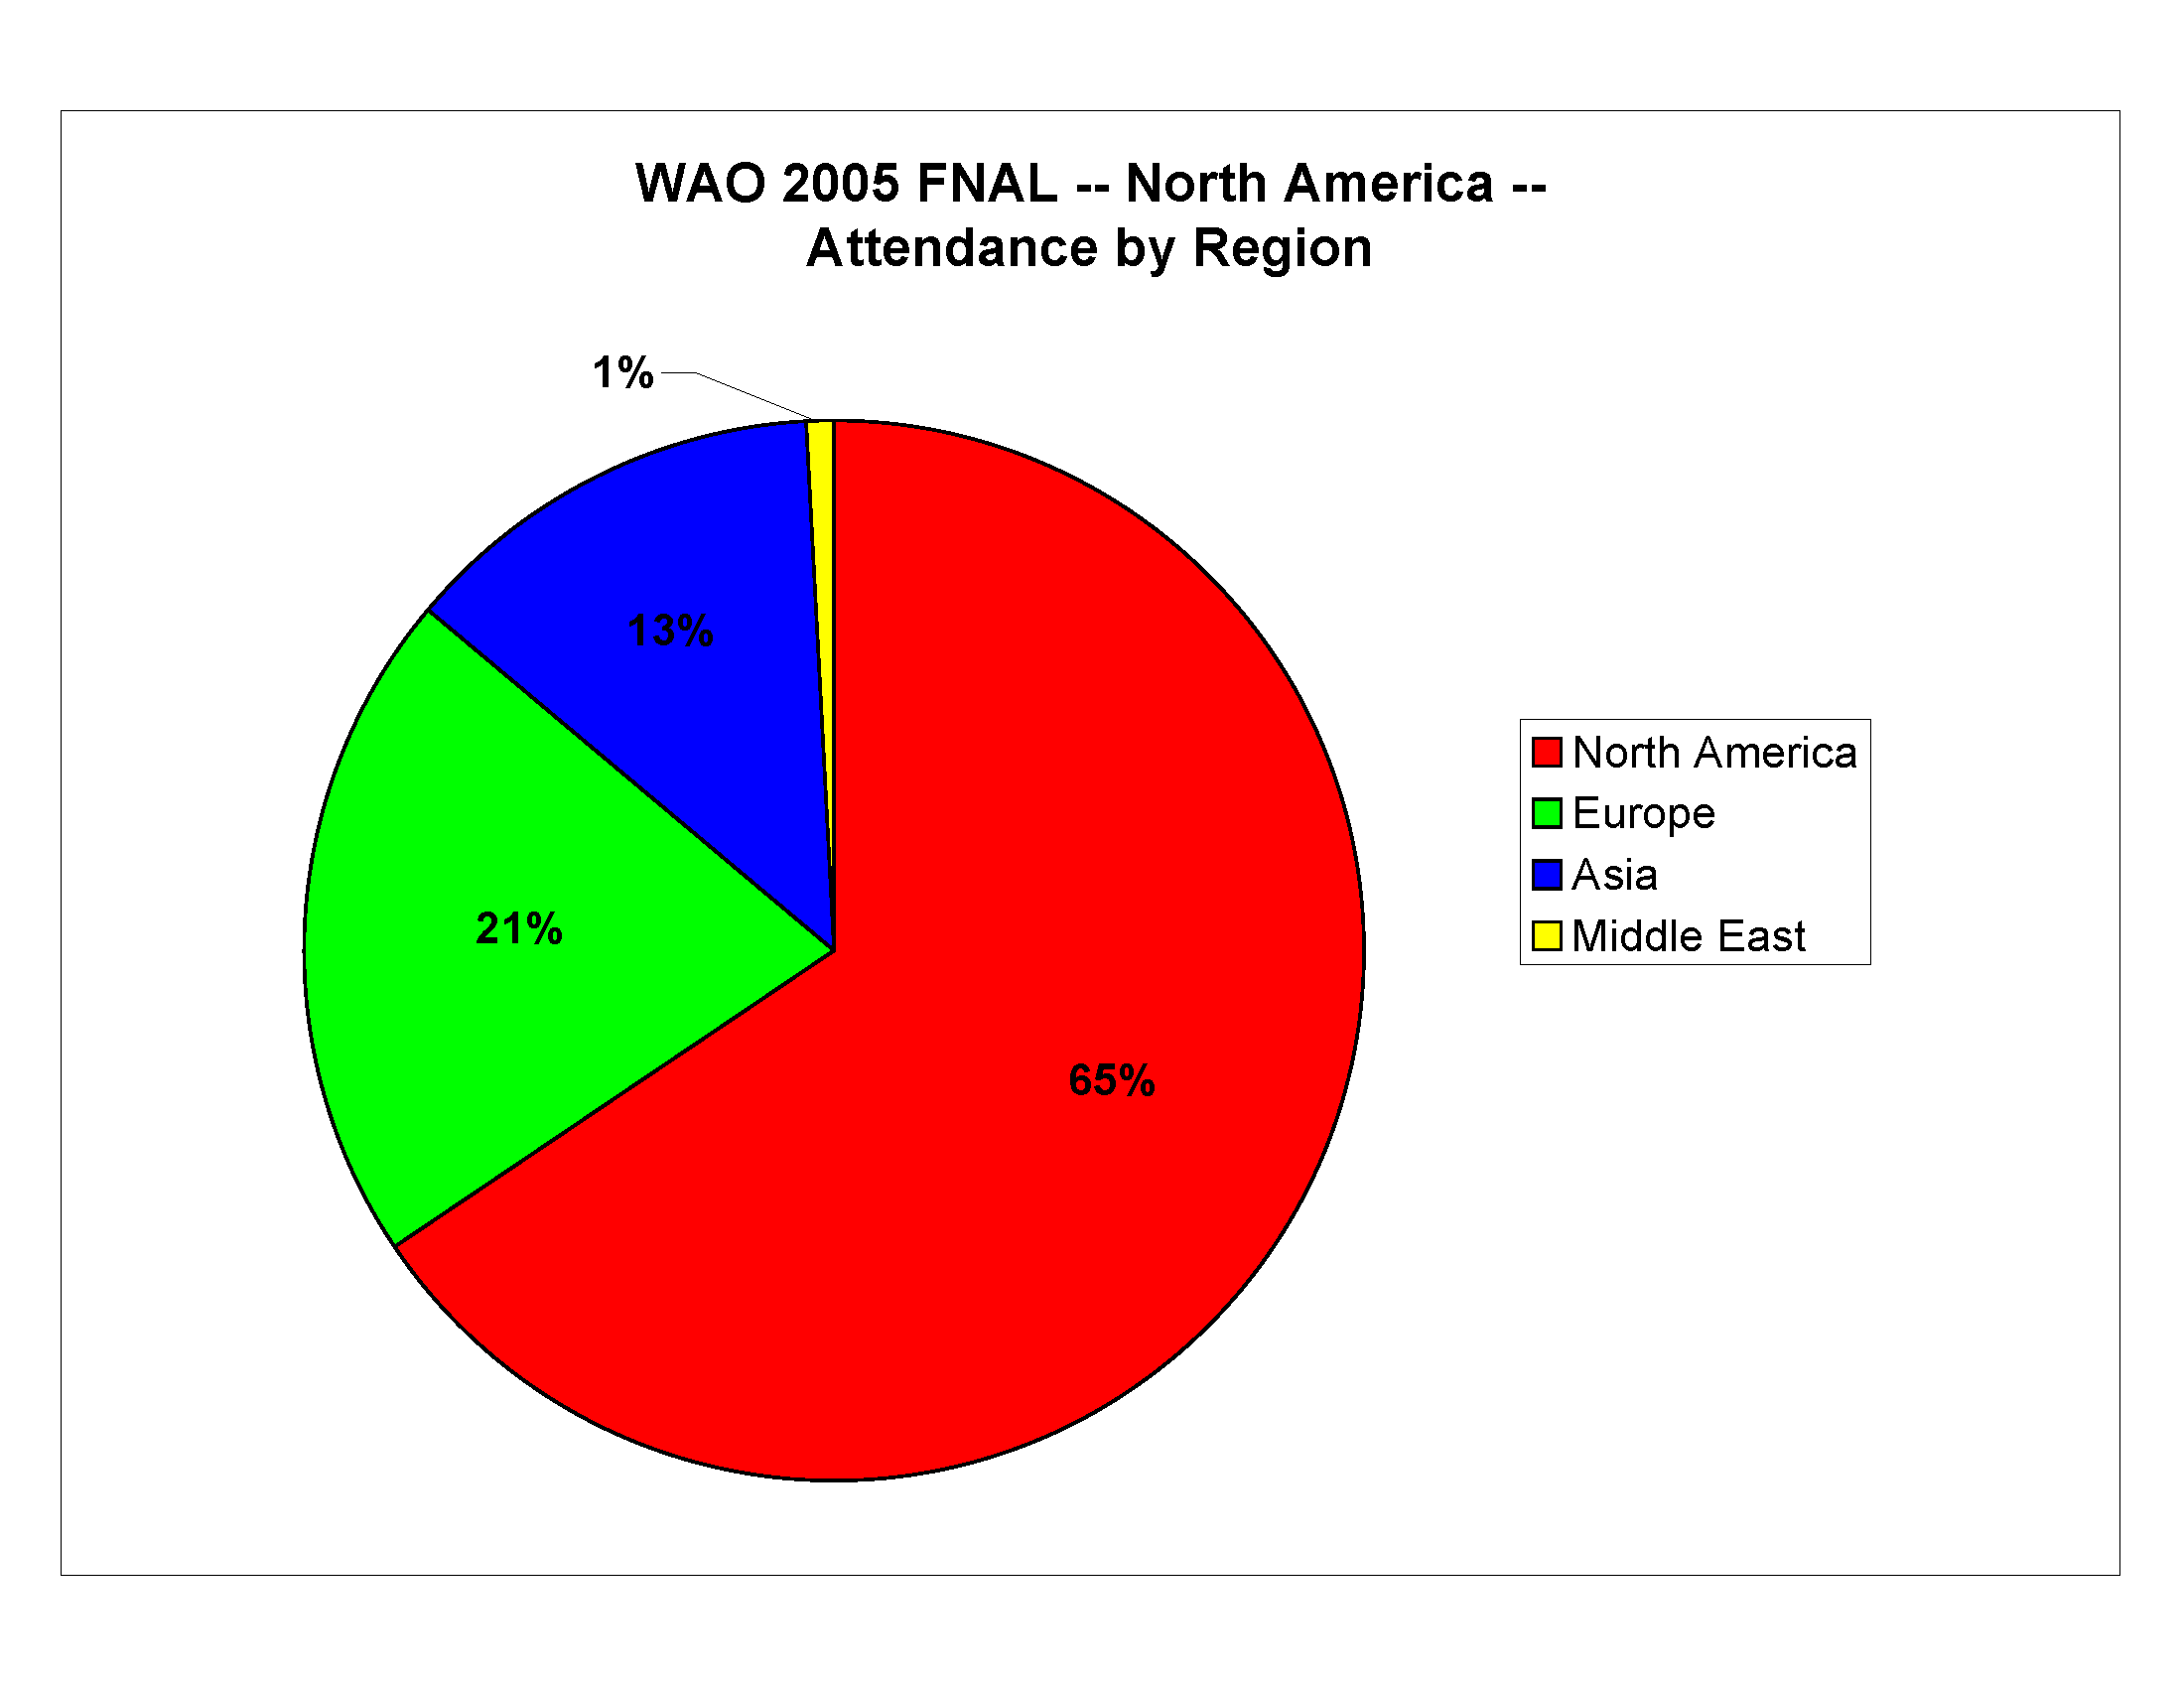 WAO 2005 FNAL -- North America --
Attendance by Region
1%
13%
21%
65%
North America
Europe
Asia
Middle East